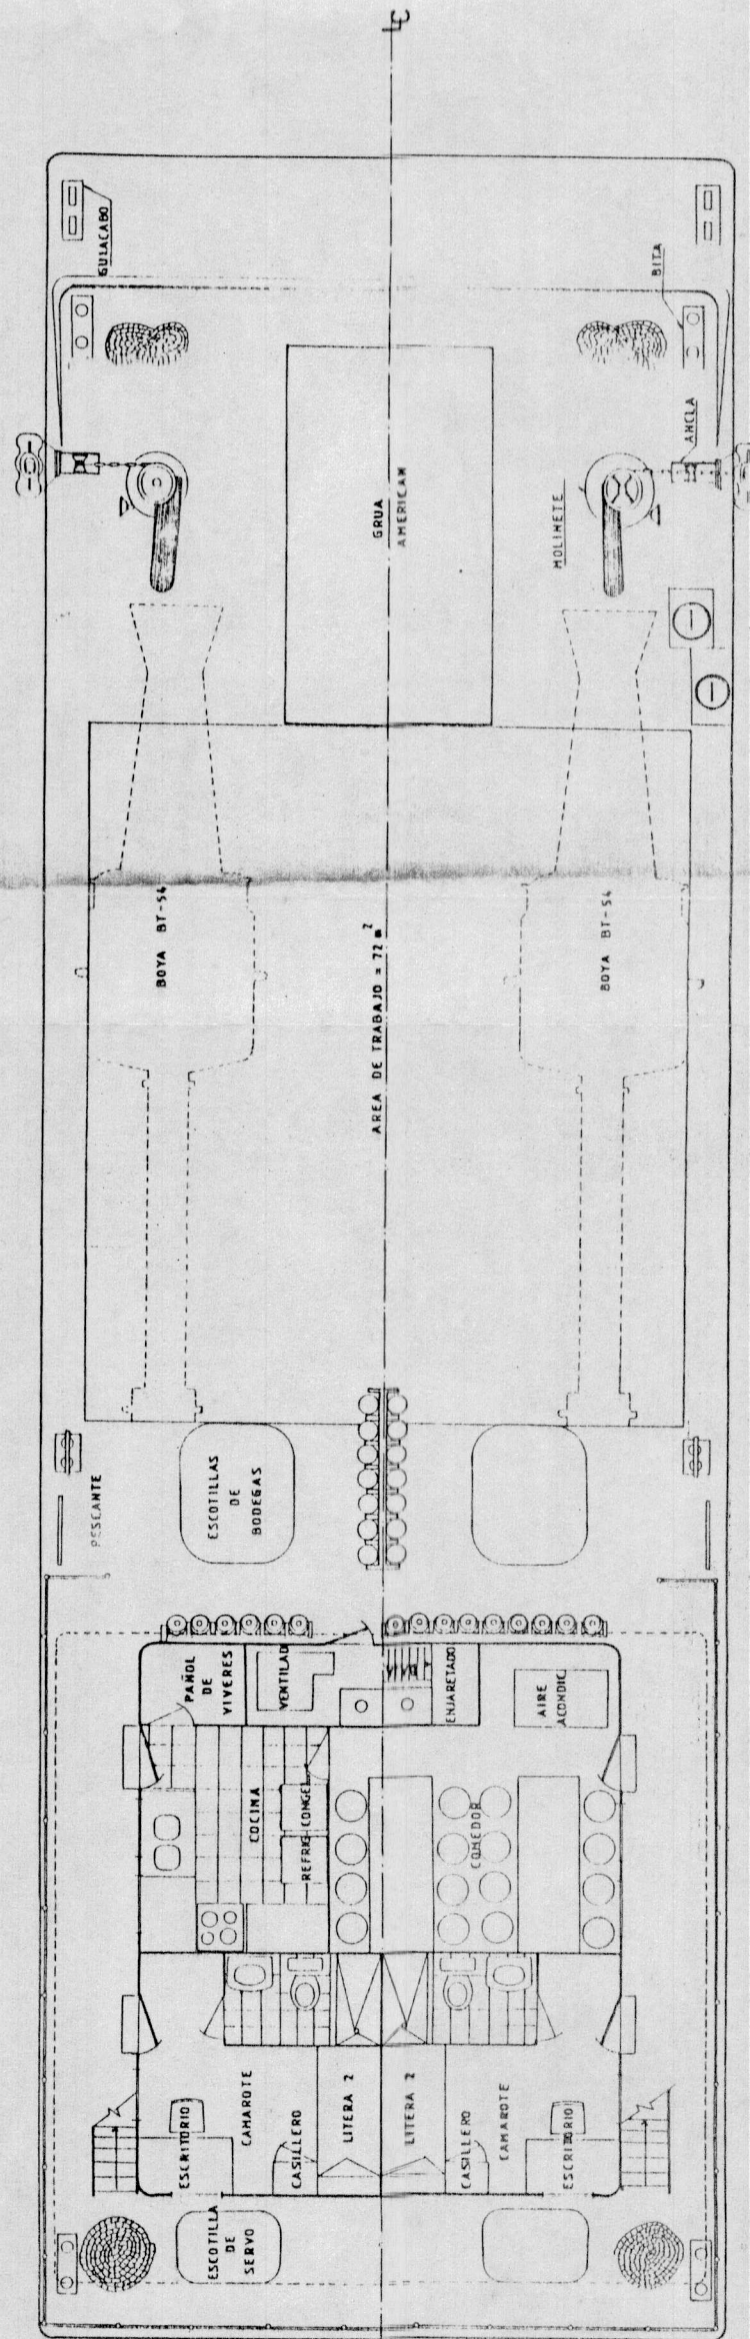 ℄
GUIACABO
BITA
ANCLA
MOLINETE
GRUA
AMERICAN
BOYA BT-54
BOYA BT-54
AREA DE TRABAJO = 72 m²
PESCANTE
ESCOTILLAS
DE
BODEGAS
PAÑOL
DE
VIVERES
VENTILAD
ENJARETADO
AIRE
ACONDIC.
COCINA
REFRIG
CONGEL
COMEDOR
ESCRITORIO
CAMAROTE
CASILLERO
LITERA 2
LITERA 2
CASILLERO
CAMAROTE
ESCRITORIO
ESCOTILLA
DE
SERVO